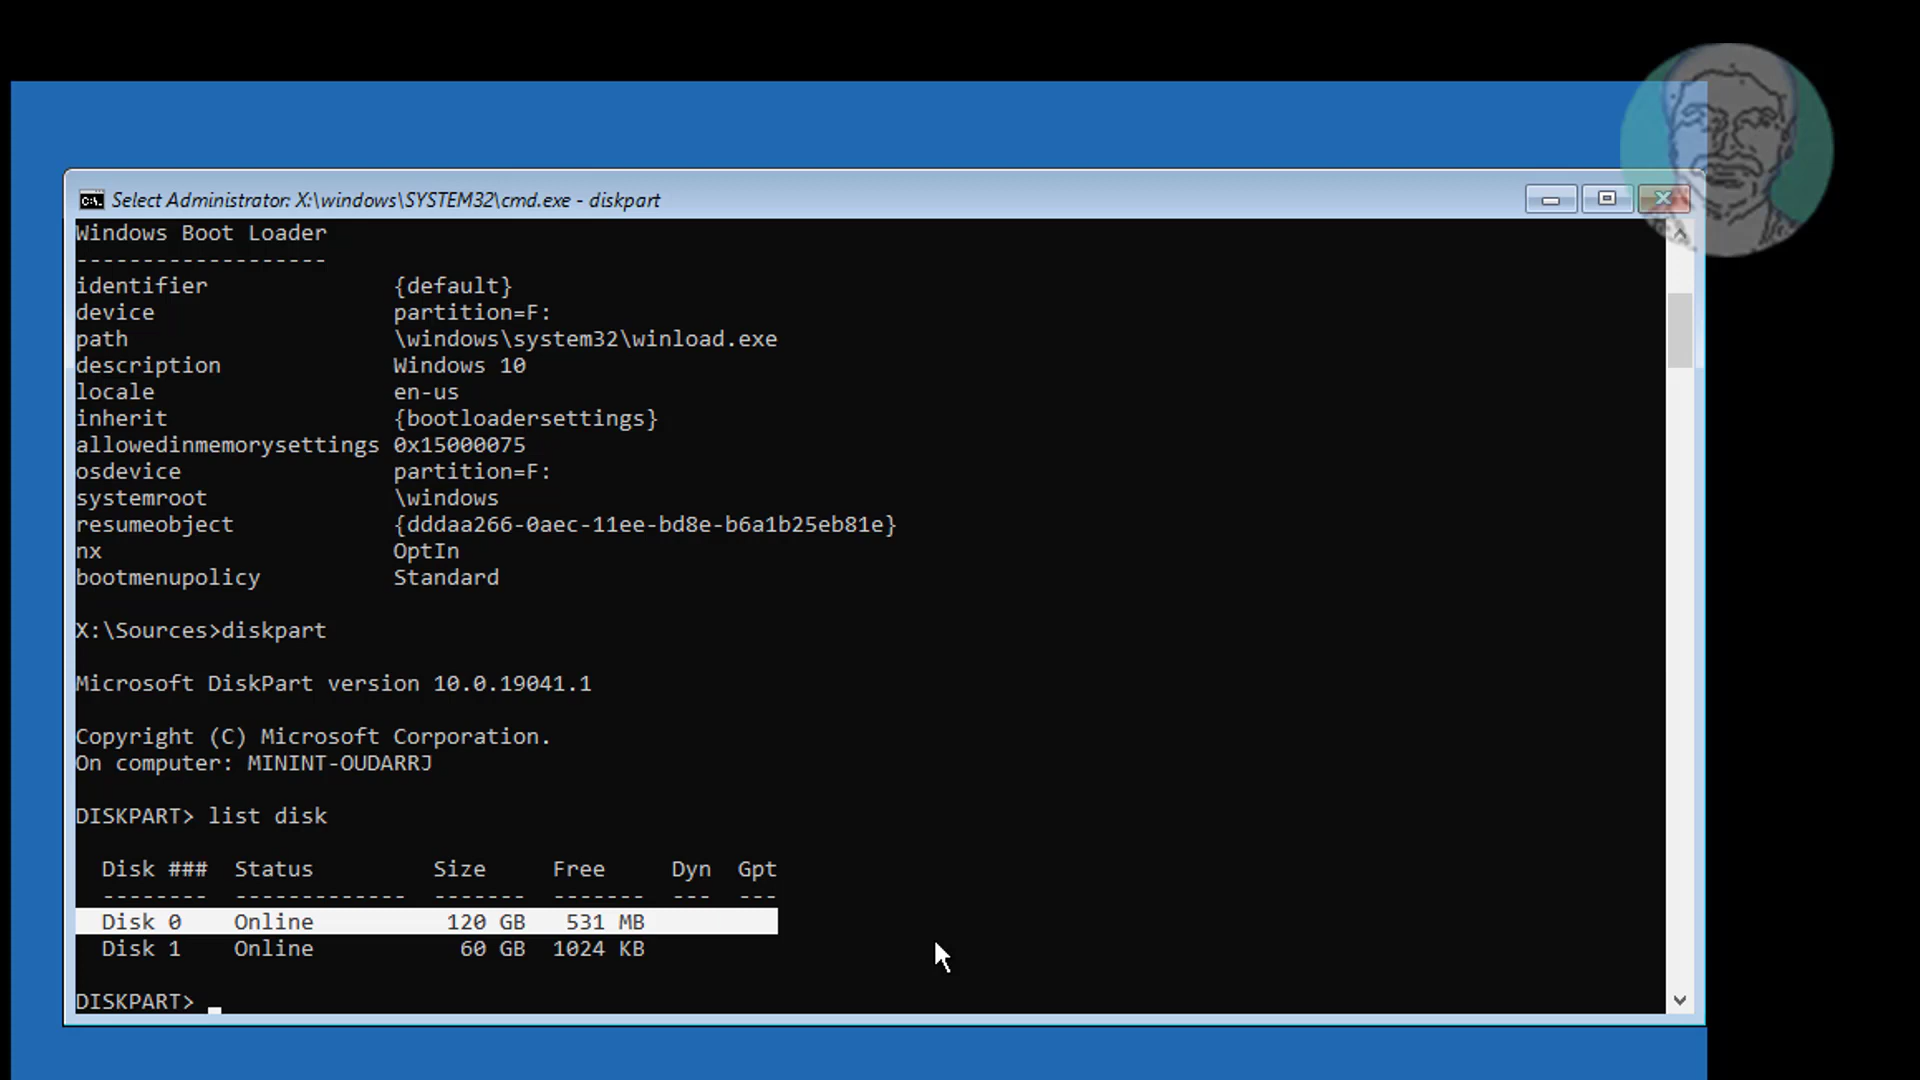 Select Administrator: X:\windows\SYSTEM32\cmd.exe - diskpart
Windows Boot Loader
-------------------
identifier              {default}
device                  partition=F:
path                    \windows\system32\winload.exe
description             Windows 10
locale                  en-us
inherit                 {bootloadersettings}
allowedinmemorysettings 0x15000075
osdevice                partition=F:
systemroot              \windows
resumeobject            {dddaa266-0aec-11ee-bd8e-b6a1b25eb81e}
nx                      OptIn
bootmenupolicy          Standard
X:\Sources>diskpart
Microsoft DiskPart version 10.0.19041.1
Copyright (C) Microsoft Corporation.
On computer: MININT-OUDARRJ
DISKPART> list disk
  Disk ###  Status         Size     Free     Dyn  Gpt
  --------  -------------  -------  -------  ---  ---
  Disk 0    Online          120 GB   531 MB
  Disk 1    Online           60 GB  1024 KB
DISKPART>